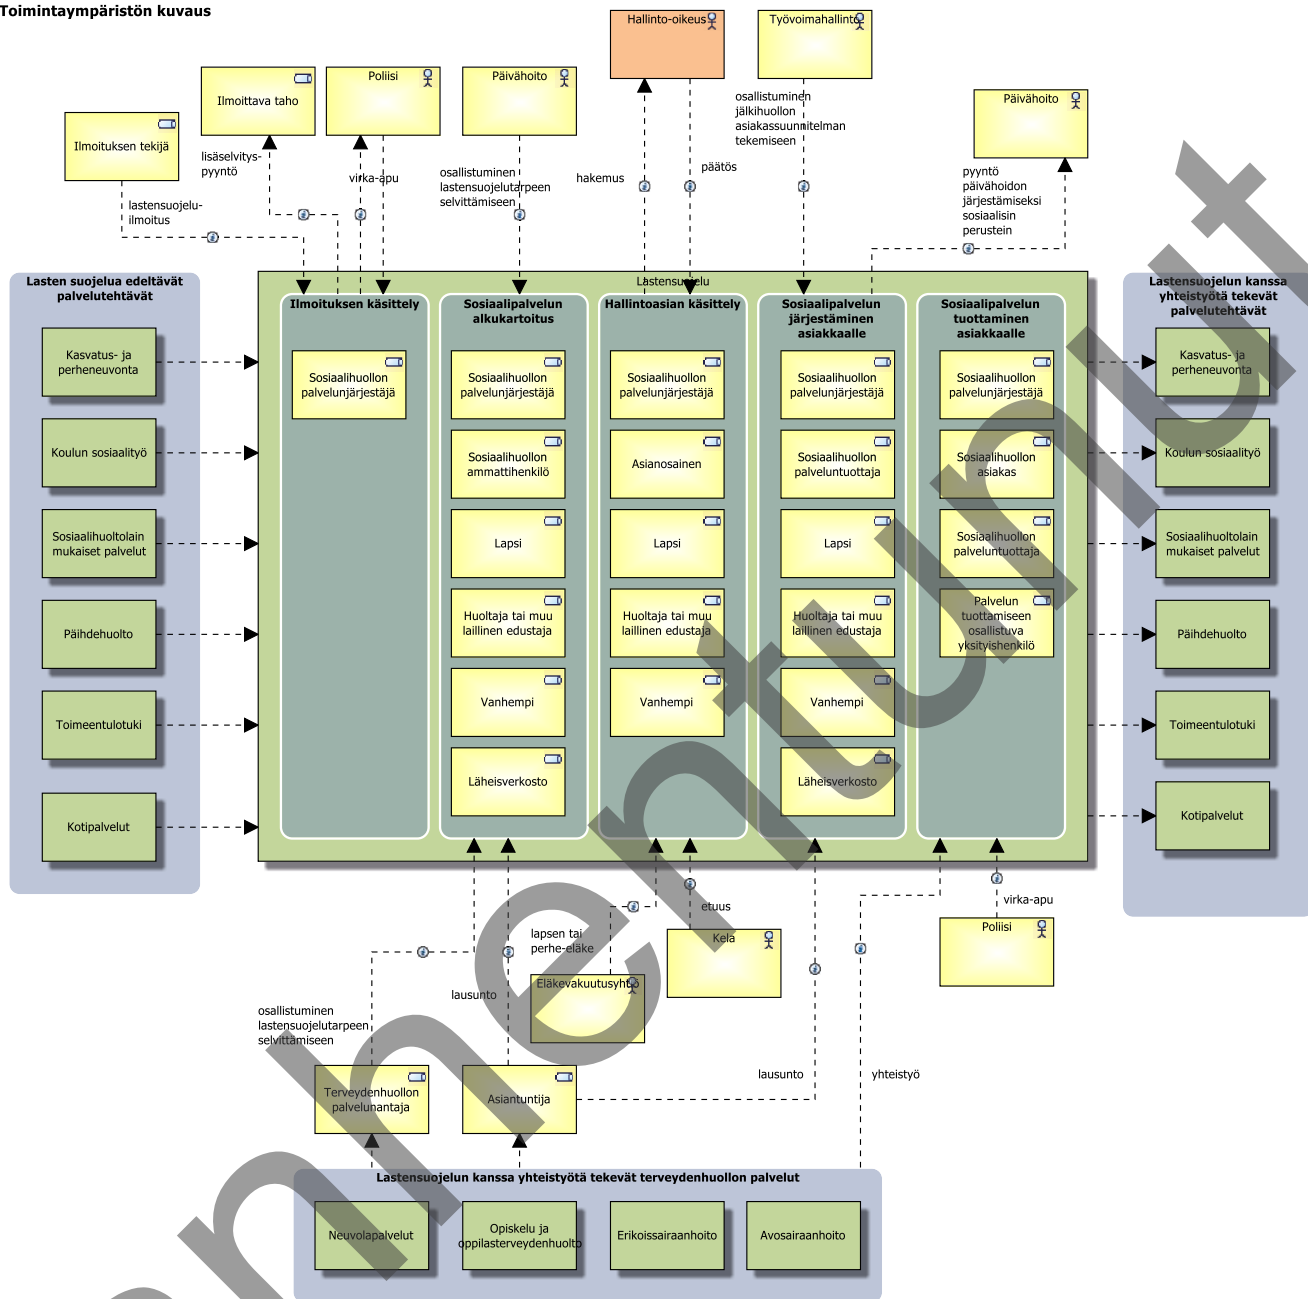 Toimintaympäristön kuvaus
Hallinto-oikeus
Työvoimahallinto
Poliisi
Päivähoito
Ilmoittava taho
Päivähoito
Ilmoituksen tekijä
osallistuminen
jälkihuollon
asiakassuunnitelman
tekemiseen
lisäselvitys-
pyyntö
virka-apu
osallistuminen
lastensuojelutarpeen
selvittämiseen
hakemus
päätös
pyyntö
päivähoidon
järjestämiseksi
sosiaalisin
perustein
lastensuojelu-
ilmoitus
Lasten suojelua edeltävät
palvelutehtävät
Kasvatus- ja
perheneuvonta
Koulun sosiaalityö
Sosiaalihuoltolain
mukaiset palvelut
Päihdehuolto
Toimeentulotuki
Kotipalvelut
Lastensuojelu
Ilmoituksen käsittely
Sosiaalihuollon
palvelunjärjestäjä
Sosiaalipalvelun
alkukartoitus
Sosiaalihuollon
palvelunjärjestäjä
Sosiaalihuollon
ammattihenkilö
Lapsi
Huoltaja tai muu
laillinen edustaja
Vanhempi
Läheisverkosto
Hallintoasian käsittely
Sosiaalihuollon
palvelunjärjestäjä
Asianosainen
Lapsi
Huoltaja tai muu
laillinen edustaja
Vanhempi
Sosiaalipalvelun
järjestäminen
asiakkaalle
Sosiaalihuollon
palvelunjärjestäjä
Sosiaalihuollon
palveluntuottaja
Lapsi
Huoltaja tai muu
laillinen edustaja
Vanhempi
Läheisverkosto
Sosiaalipalvelun
tuottaminen
asiakkaalle
Sosiaalihuollon
palvelunjärjestäjä
Sosiaalihuollon
asiakas
Sosiaalihuollon
palveluntuottaja
Palvelun
tuottamiseen
osallistuva
yksityishenkilö
Lastensuojelun kanssa
yhteistyötä tekevät
palvelutehtävät
Kasvatus- ja
perheneuvonta
Koulun sosiaalityö
Sosiaalihuoltolain
mukaiset palvelut
Päihdehuolto
Toimeentulotuki
Kotipalvelut
etuus
virka-apu
lapsen tai
perhe-eläke
Kela
Poliisi
Eläkevakuutusyhtiö
lausunto
osallistuminen
lastensuojelutarpeen
selvittämiseen
lausunto
yhteistyö
Terveydenhuollon
palvelunantaja
Asiantuntija
Lastensuojelun kanssa yhteistyötä tekevät terveydenhuollon palvelut
Neuvolapalvelut
Opiskelu ja
oppilasterveydenhuolto
Erikoissairaanhoito
Avosairaanhoito